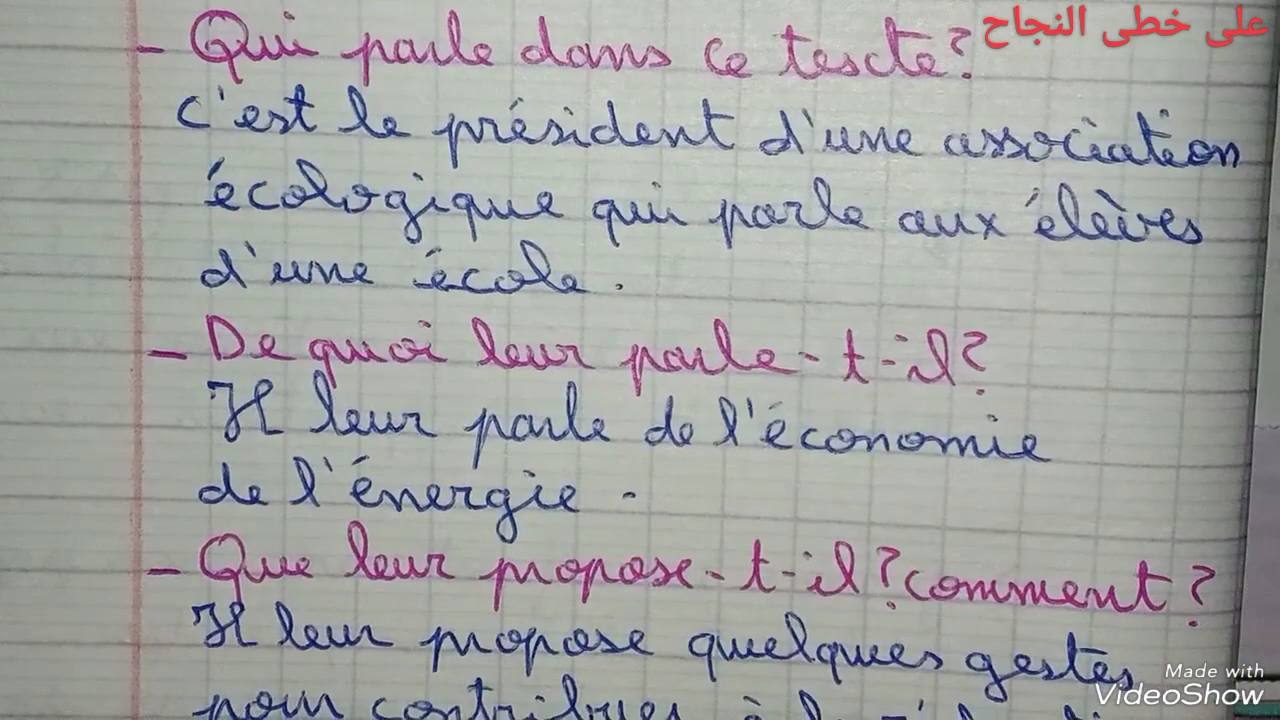 على خطى النجاح
- Qui parle dans ce texte?
C'est le président d'une association
écologique qui parle aux élèves
d'une école.
- De quoi leur parle-t-il?
Il leur parle de l'économie
de l'énergie.
- Que leur propose-t-il? comment?
Il leur propose quelques gestes
pour contribuer à
Made with
VideoShow